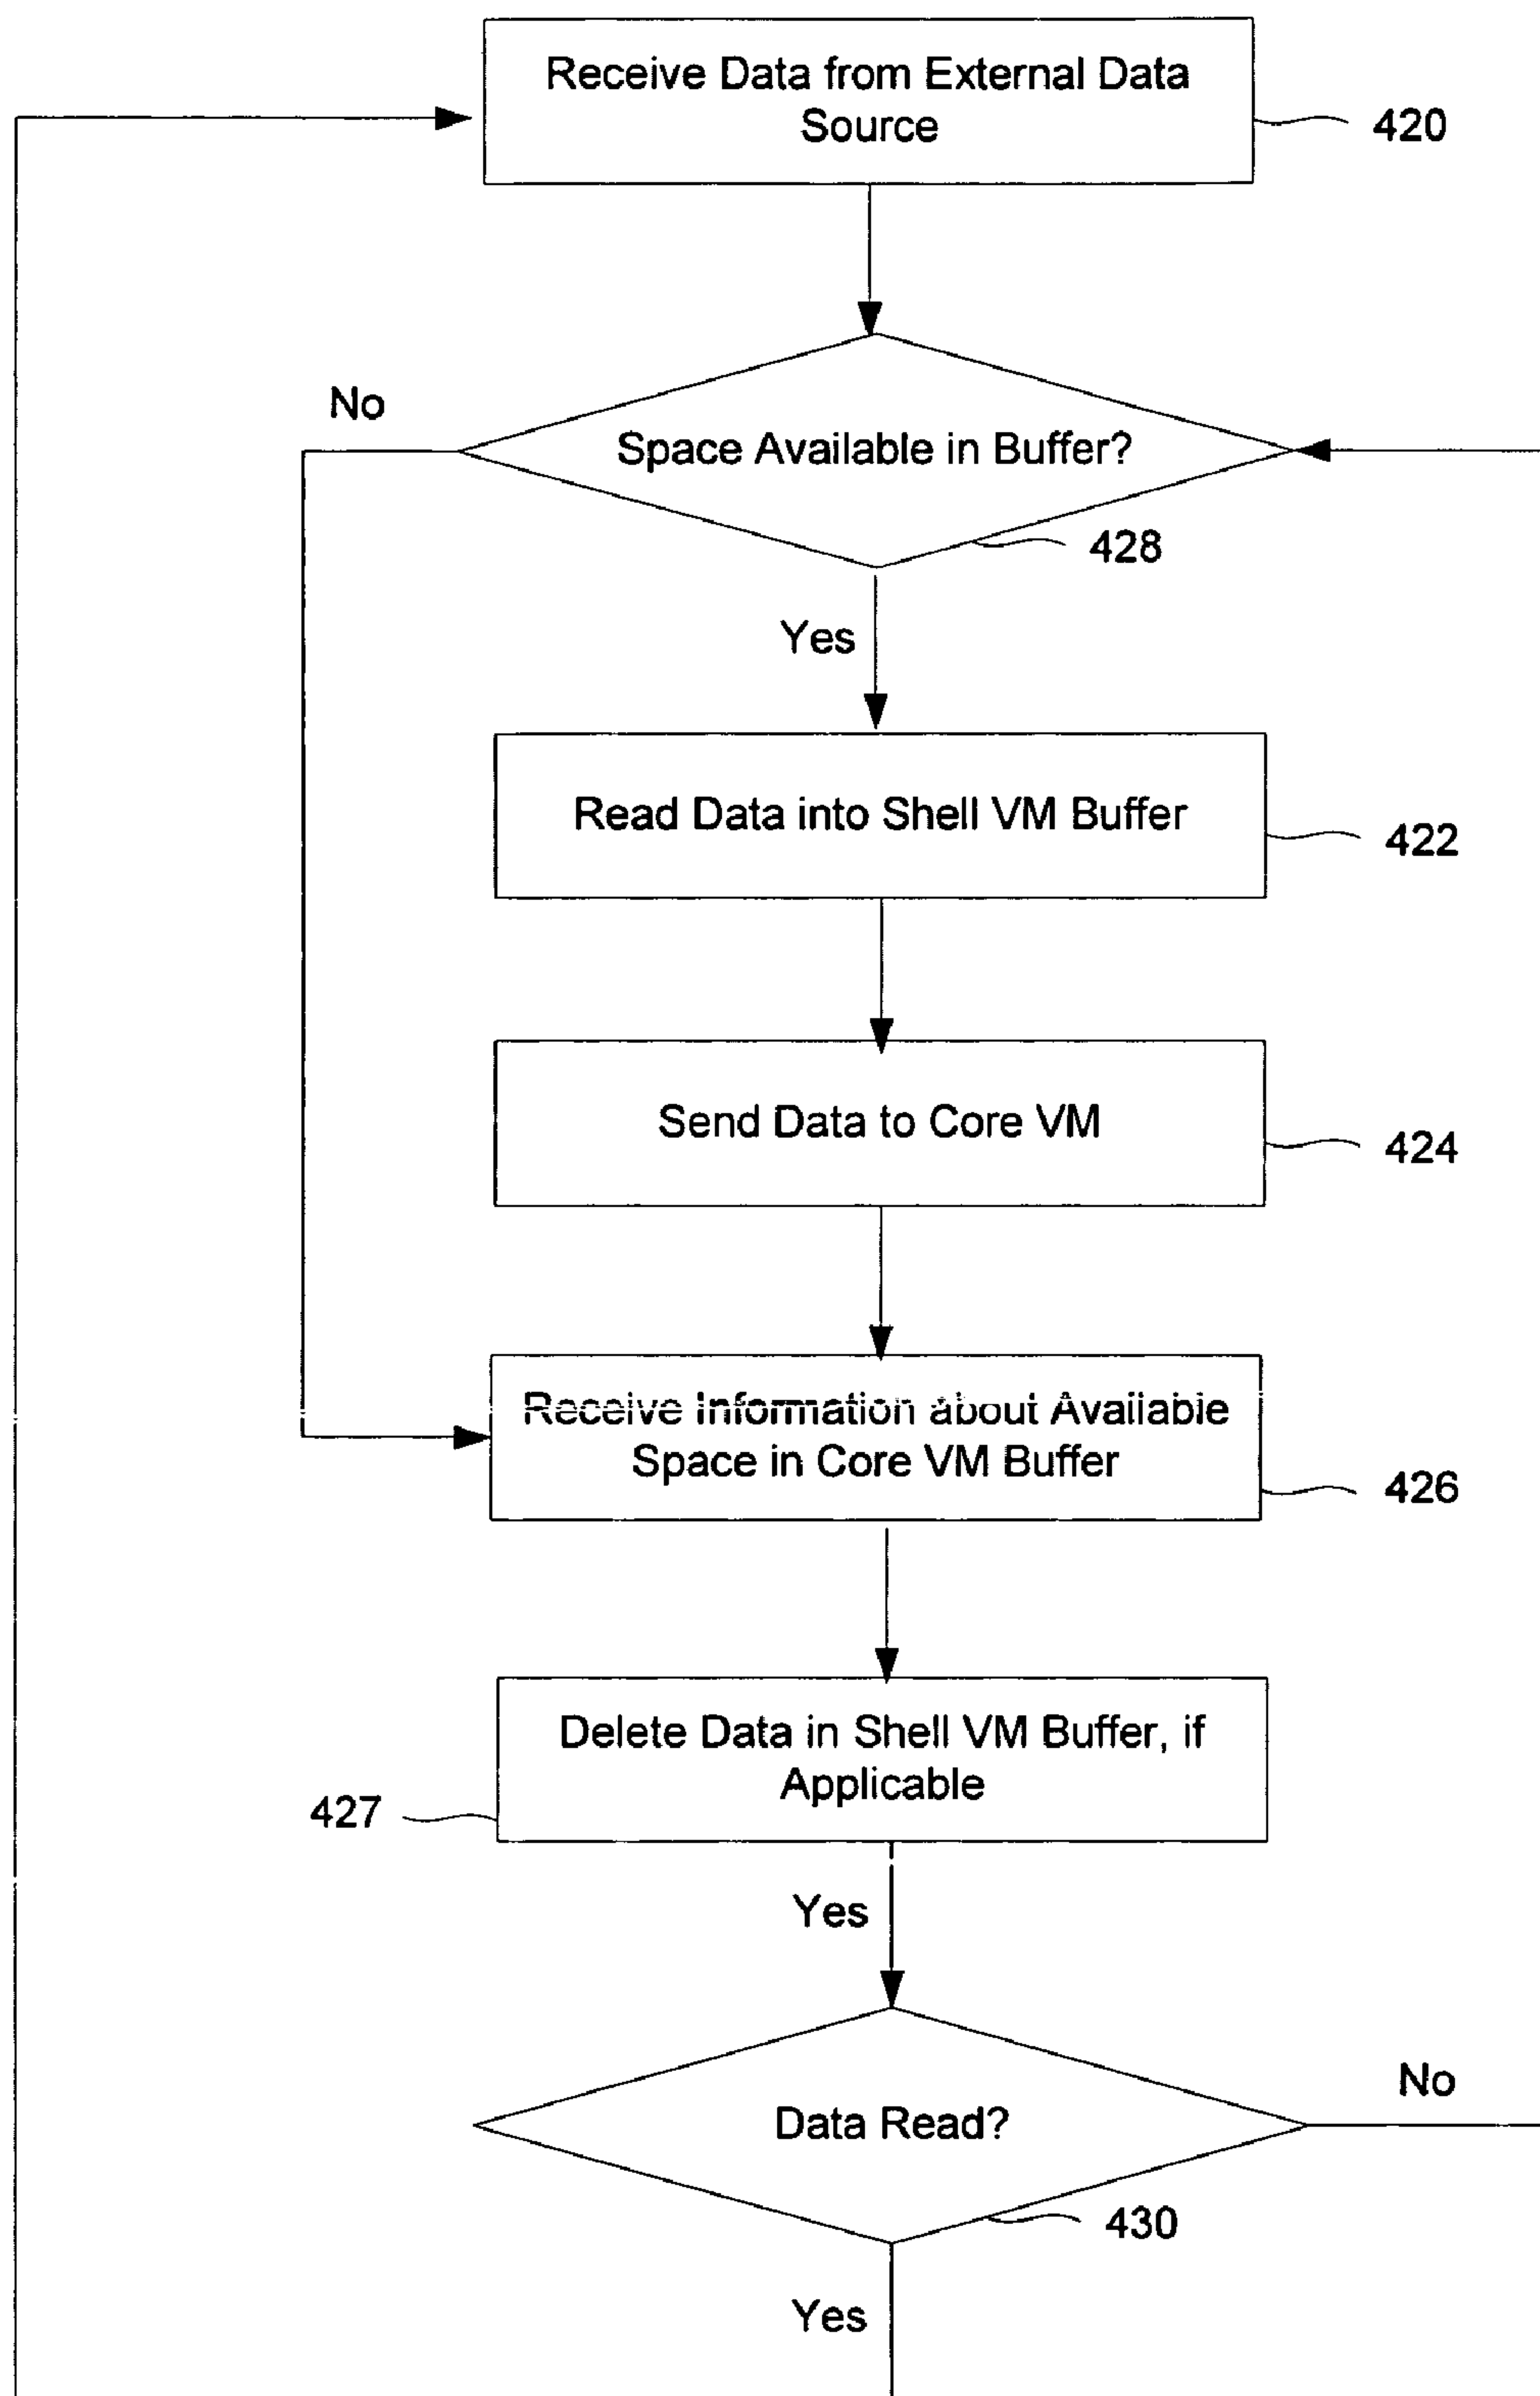 Receive Data from External Data
Source
420
No
Space Available in Buffer?
428
Yes
Read Data into Shell VM Buffer
422
Send Data to Core VM
424
Receive Information about Available
Space in Core VM Buffer
426
Delete Data in Shell VM Buffer, if
Applicable
427
Yes
No
Data Read?
430
Yes